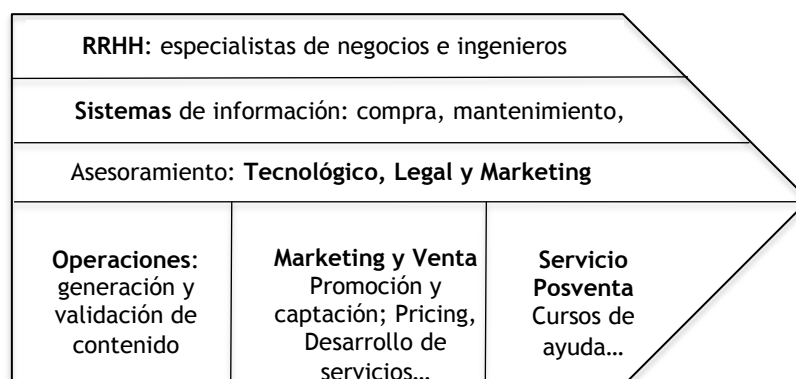 RRHH: especialistas de negocios e ingenieros
Sistemas de información: compra, mantenimiento,
Asesoramiento: Tecnológico, Legal y Marketing
Operaciones:
generación y
validación de
contenido
Marketing y Venta
Promoción y
captación; Pricing,
Desarrollo de
servicios…
Servicio
Posventa
Cursos de
ayuda…